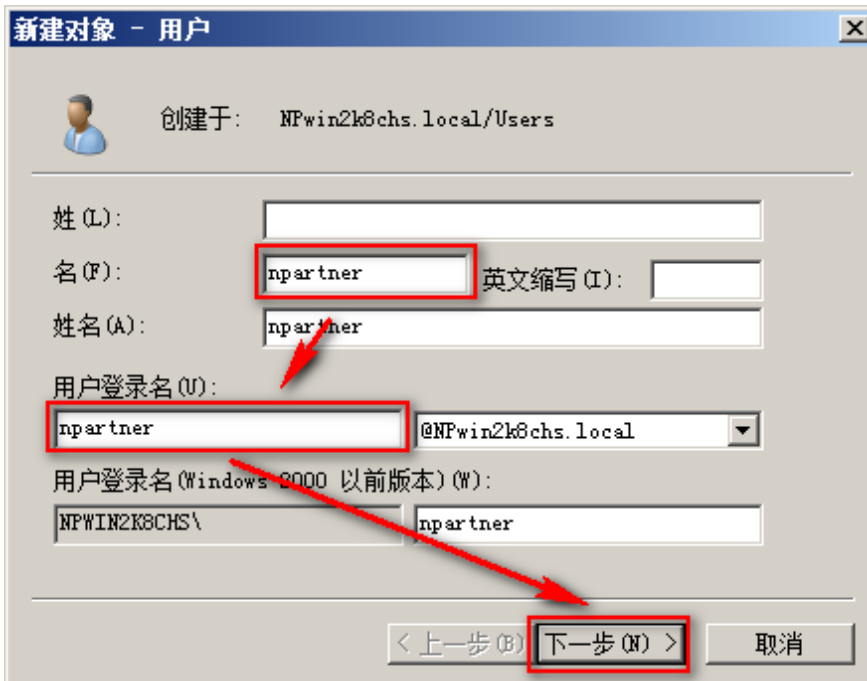 新建对象 - 用户
创建于: NPwin2k8chs.local/Users
姓(L):
名(F): npartner 英文缩写(I):
姓名(A): npartner
用户登录名(U):
npartner @NPwin2k8chs.local
用户登录名(Windows 2000 以前版本)(W):
NPWIN2K8CHS\ npartner
< 上一步(B) 下一步(N) > 取消